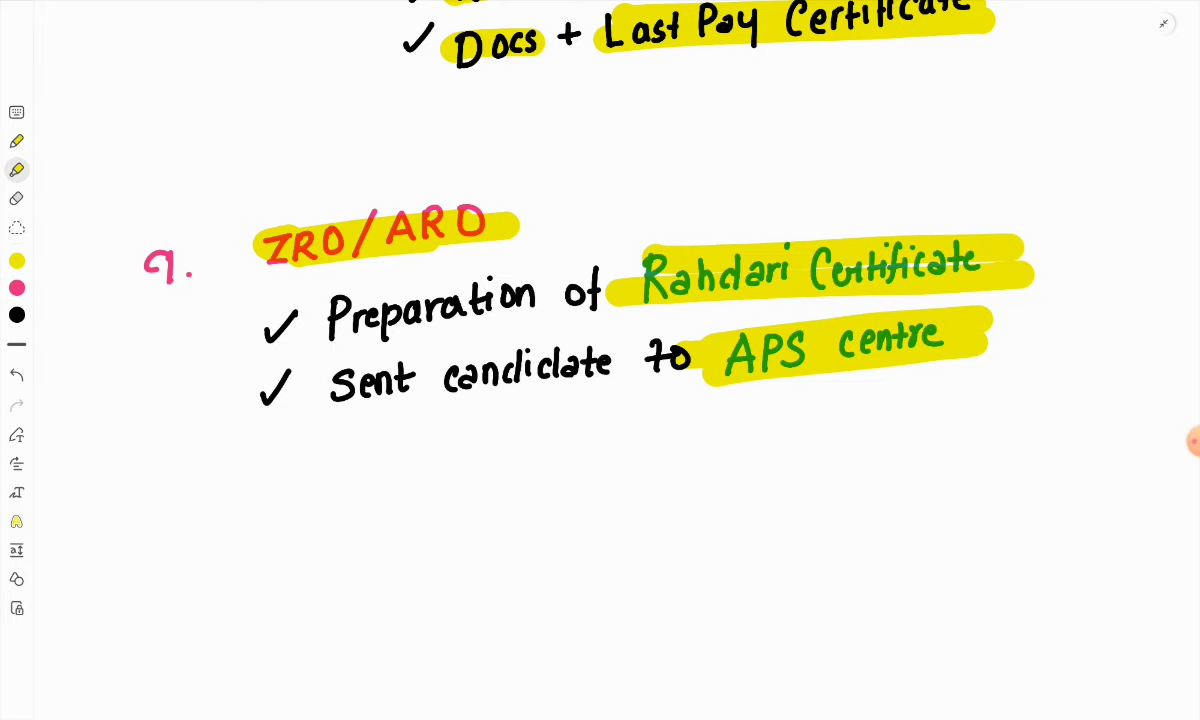 ✓ Docs + Last Pay Certificate
9. ZRO/ARO
✓ Preparation of Rahdari Certificate
✓ Sent candidate to APS centre